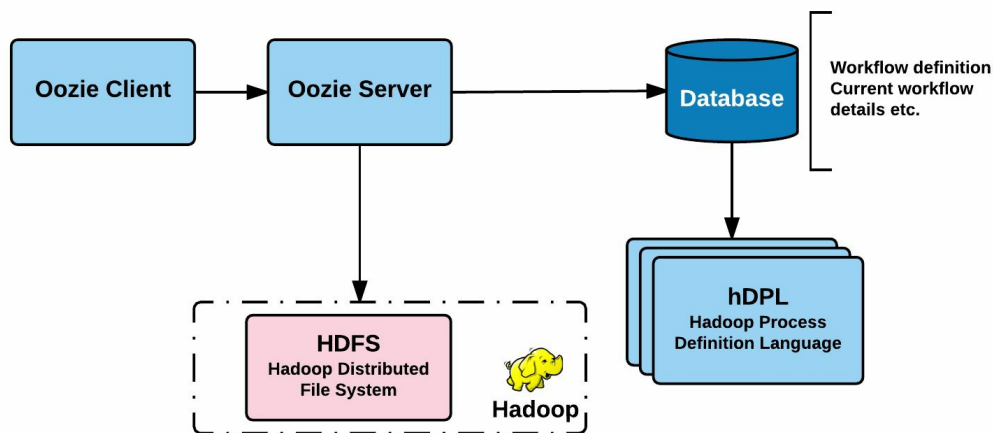 Oozie Client
Oozie Server
Database
Workflow definition
Current workflow
details etc.
HDFS
Hadoop Distributed
File System
Hadoop
hDPL
Hadoop Process
Definition Language